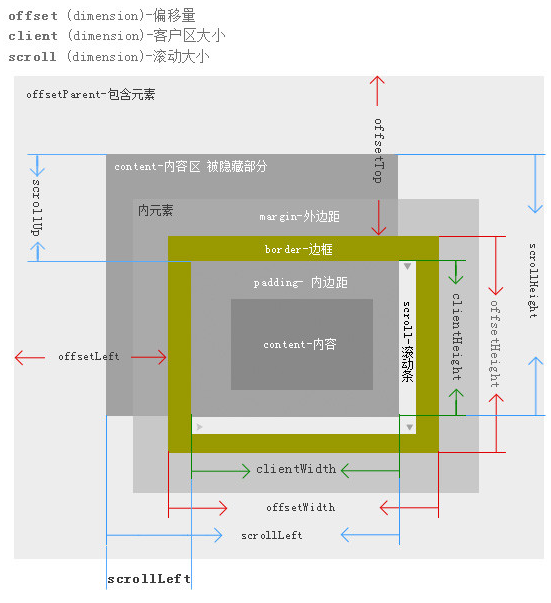 offset (dimension)-偏移量
client (dimension)-客户区大小
scroll (dimension)-滚动大小
offsetParent-包含元素
offsetTop
content-内容区 被隐藏部分
scrollUp
内元素
margin-外边距
border-边框
padding- 内边距
scroll-滚动条
content-内容
clientHeight
offsetHeight
scrollHeight
offsetLeft
clientWidth
offsetWidth
scrollLeft
scrollLeft